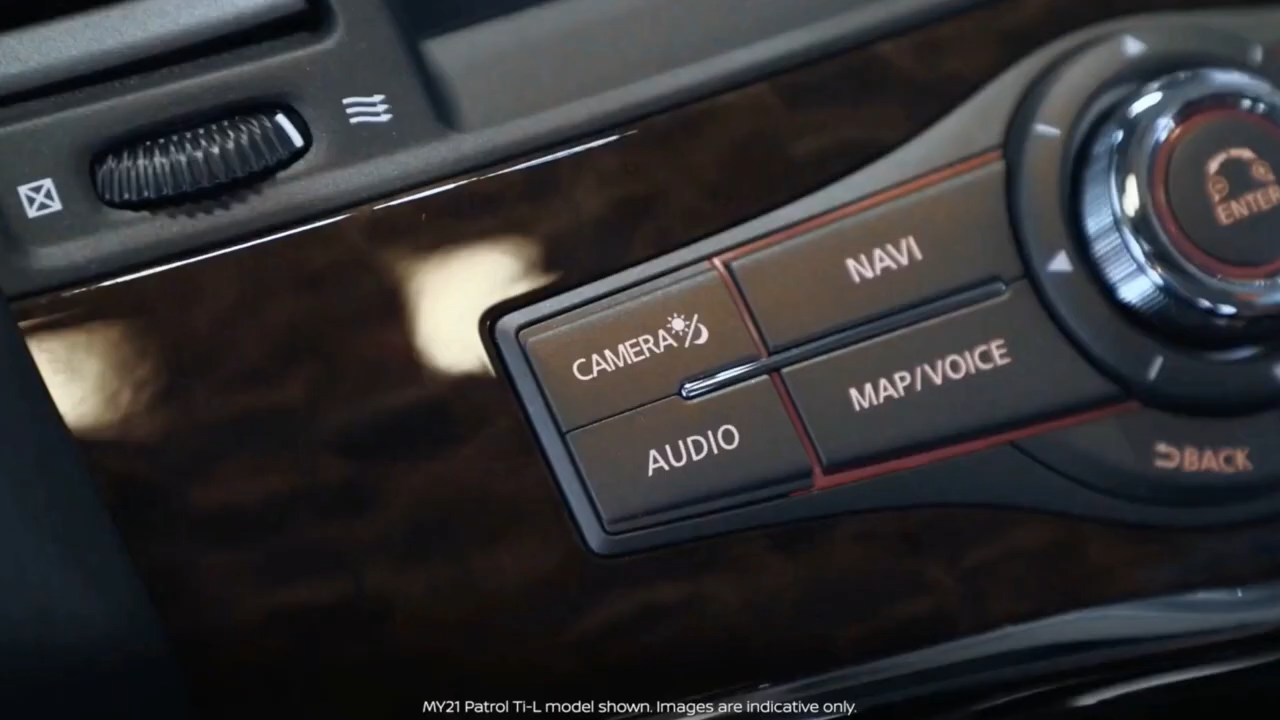 NAVI
CAMERA
MAP/VOICE
AUDIO
ENTER
BACK
MY21 Patrol Ti-L model shown. Images are indicative only.